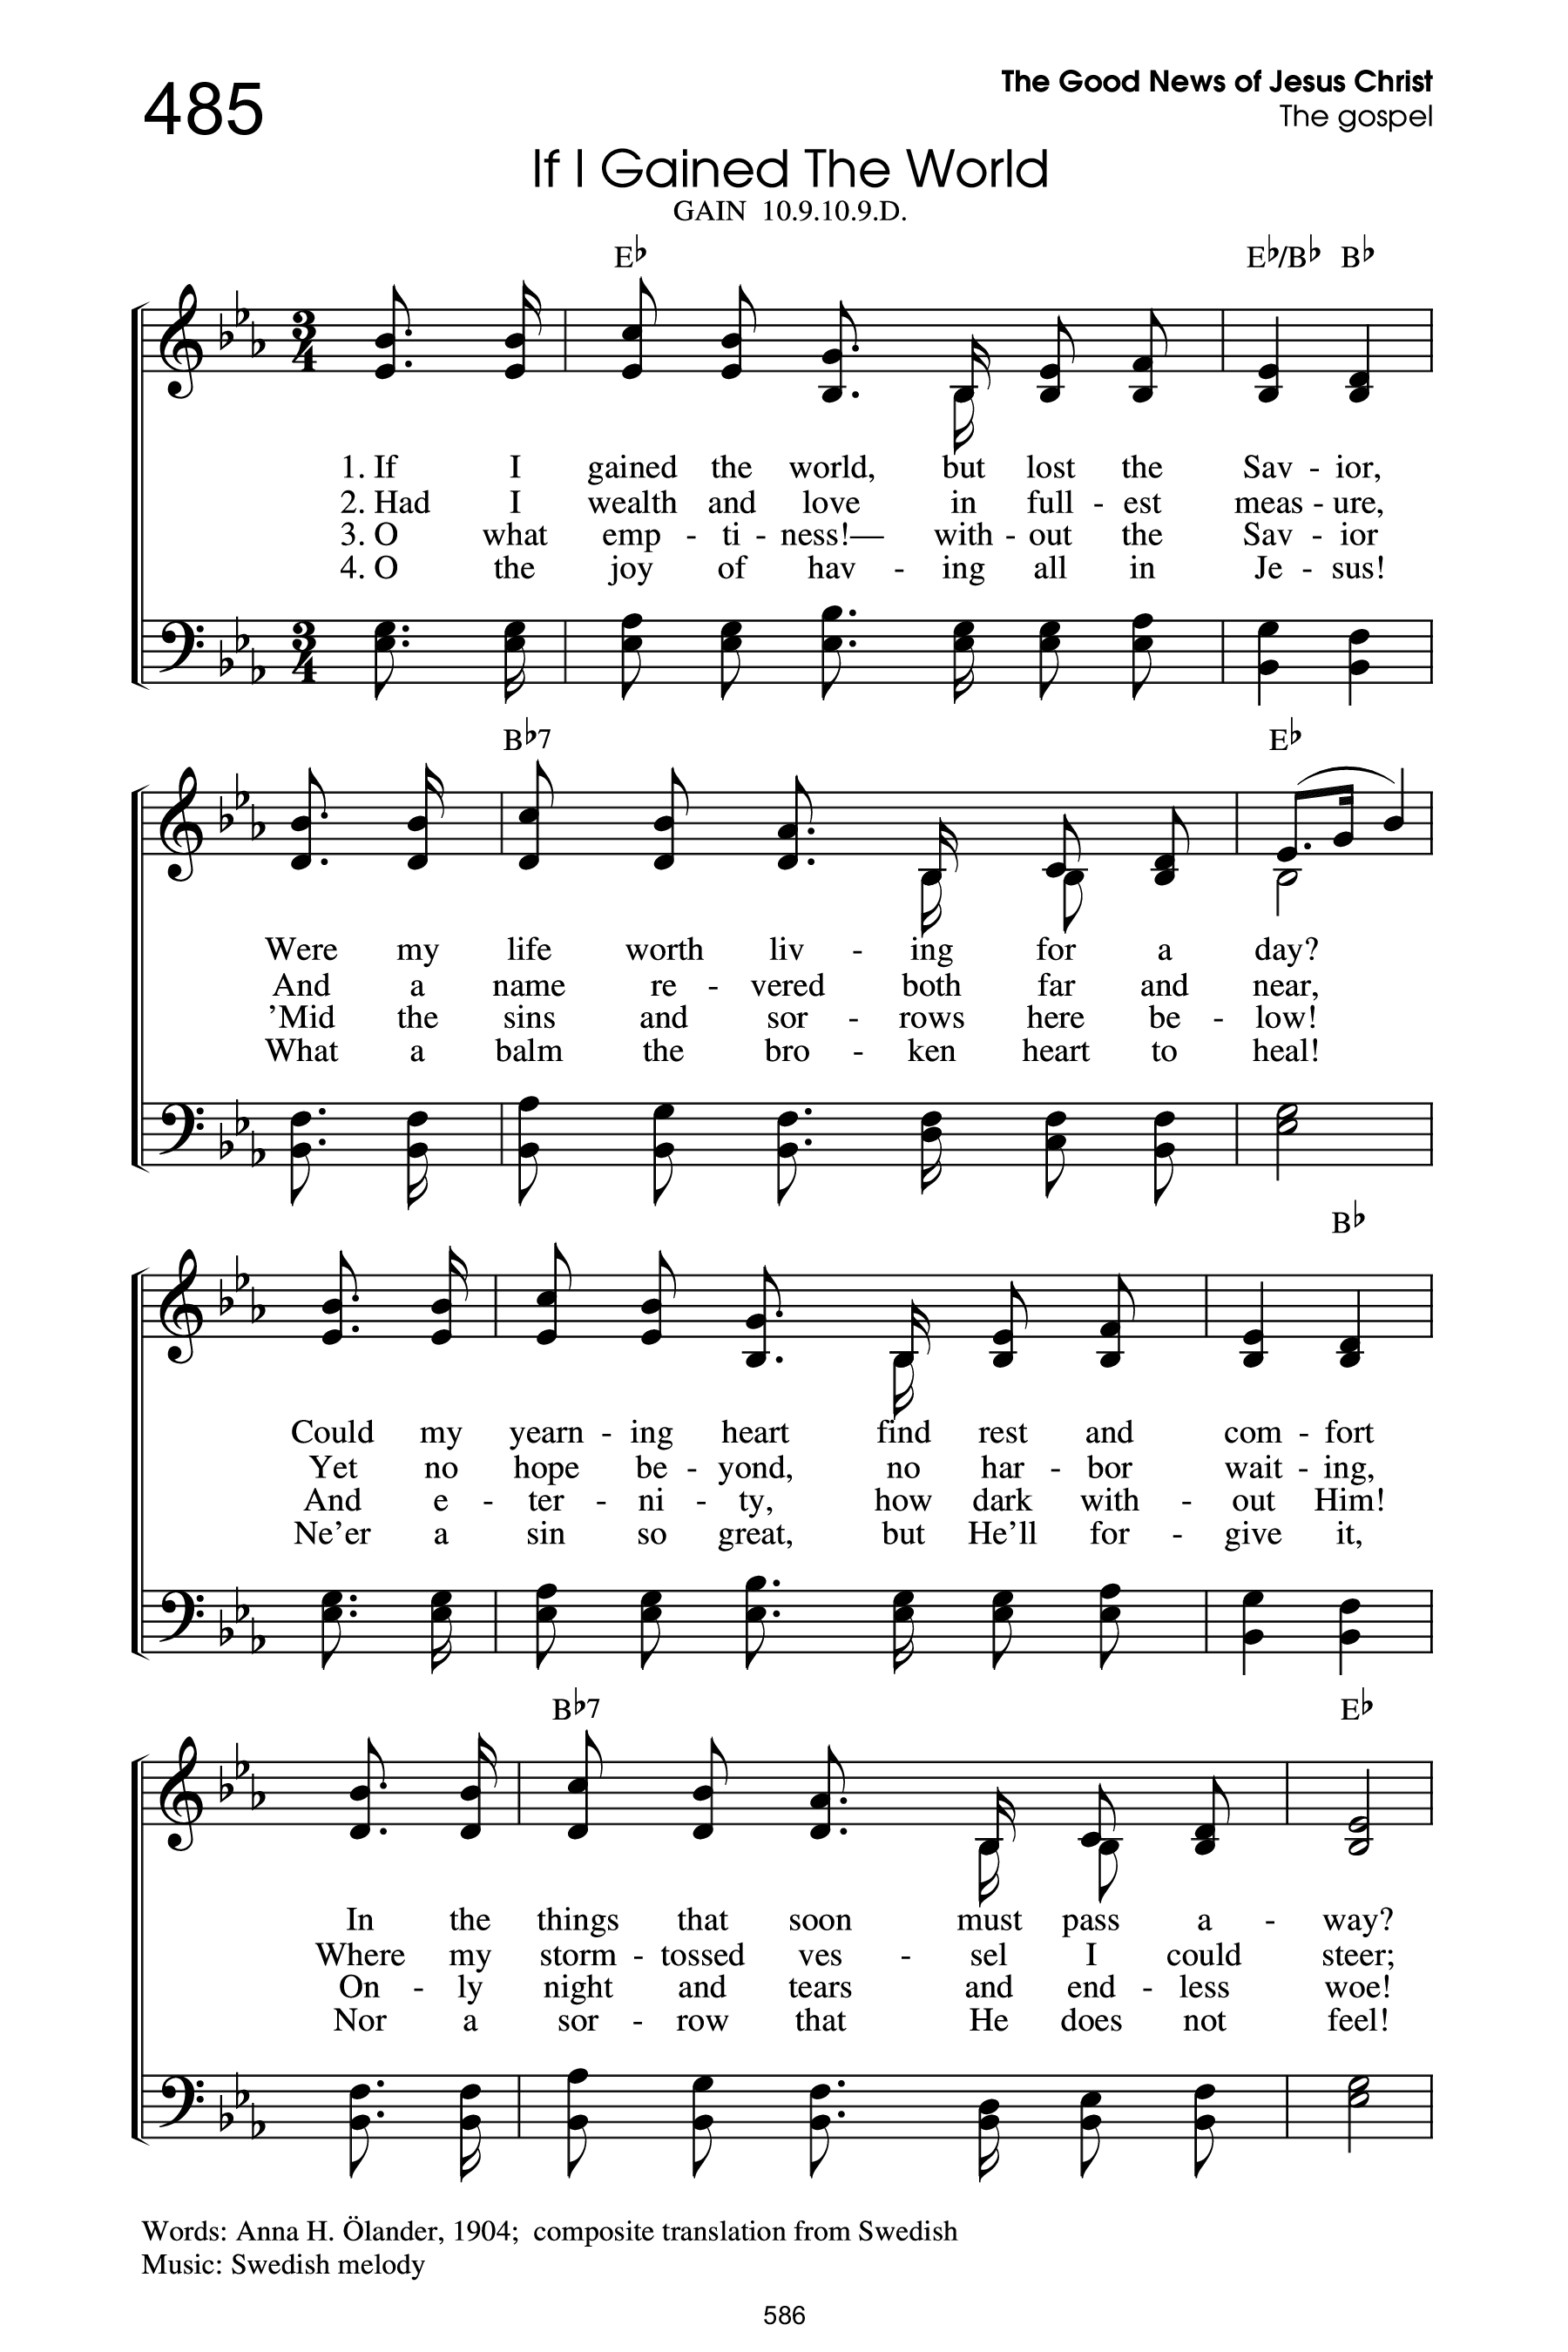 485
The Good News of Jesus Christ
The gospel
If I Gained The World
GAIN 10.9.10.9.D.
E♭ E♭/B♭ B♭
1. If I gained the world, but lost the Sav - ior,
2. Had I wealth and love in full - est meas - ure,
3. O what emp - ti - ness!— with - out the Sav - ior
4. O the joy of hav - ing all in Je - sus!
B♭7 E♭
Were my life worth liv - ing for a day?
And a name re - vered both far and near,
’Mid the sins and sor - rows here be - low!
What a balm the bro - ken heart to heal!
B♭
Could my yearn - ing heart find rest and com - fort
Yet no hope be - yond, no har - bor wait - ing,
And e - ter - ni - ty, how dark with - out Him!
Ne’er a sin so great, but He’ll for - give it,
B♭7 E♭
In the things that soon must pass a - way?
Where my storm - tossed ves - sel I could steer;
On - ly night and tears and end - less woe!
Nor a sor - row that He does not feel!
Words: Anna H. Ölander, 1904; composite translation from Swedish
Music: Swedish melody
586